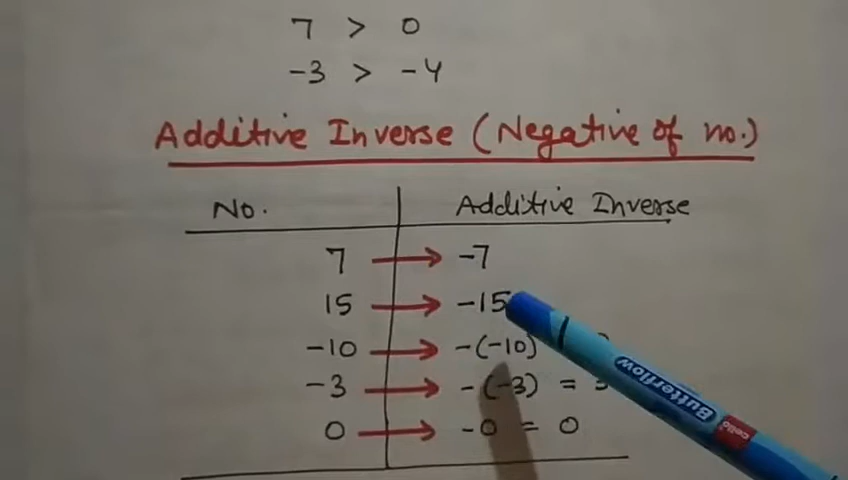 7 > 0
-3 > -4
Additive Inverse (Negative of no.)
No. Additive Inverse
7 → -7
15 → -15
-10 → -(-10)
-3 → -(-3) =
0 → -0 = 0
Butterflow
cello